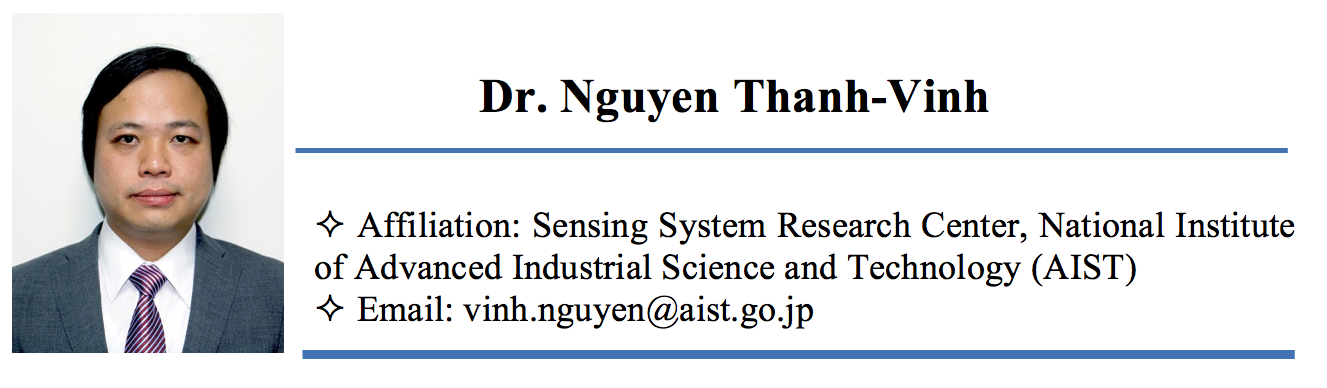 Dr. Nguyen Thanh-Vinh
✧ Affiliation: Sensing System Research Center, National Institute
of Advanced Industrial Science and Technology (AIST)
✧ Email: vinh.nguyen@aist.go.jp